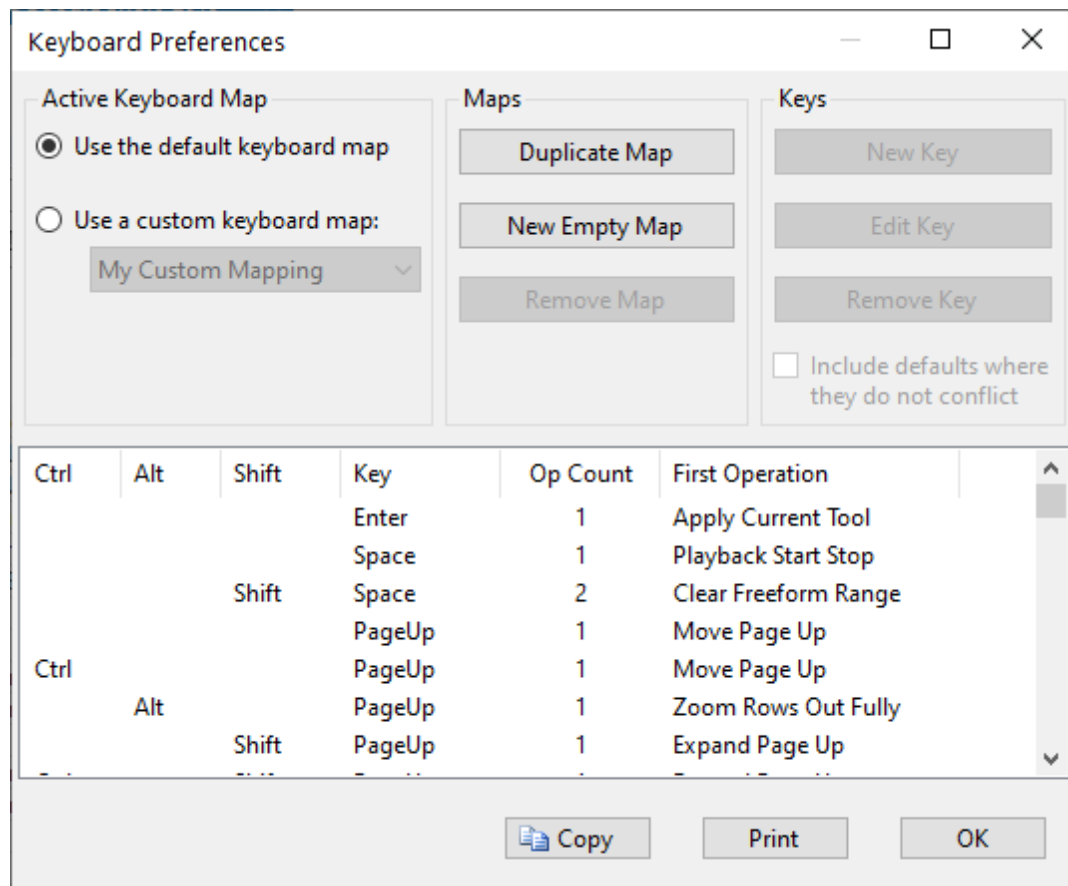 Keyboard Preferences
Active Keyboard Map
Use the default keyboard map
Use a custom keyboard map:
My Custom Mapping
Maps
Duplicate Map
New Empty Map
Remove Map
Keys
New Key
Edit Key
Remove Key
Include defaults where
they do not conflict
Ctrl Alt Shift Key Op Count First Operation
Enter 1 Apply Current Tool
Space 1 Playback Start Stop
Shift Space 2 Clear Freeform Range
PageUp 1 Move Page Up
Ctrl PageUp 1 Move Page Up
Alt PageUp 1 Zoom Rows Out Fully
Shift PageUp 1 Expand Page Up
Copy Print OK